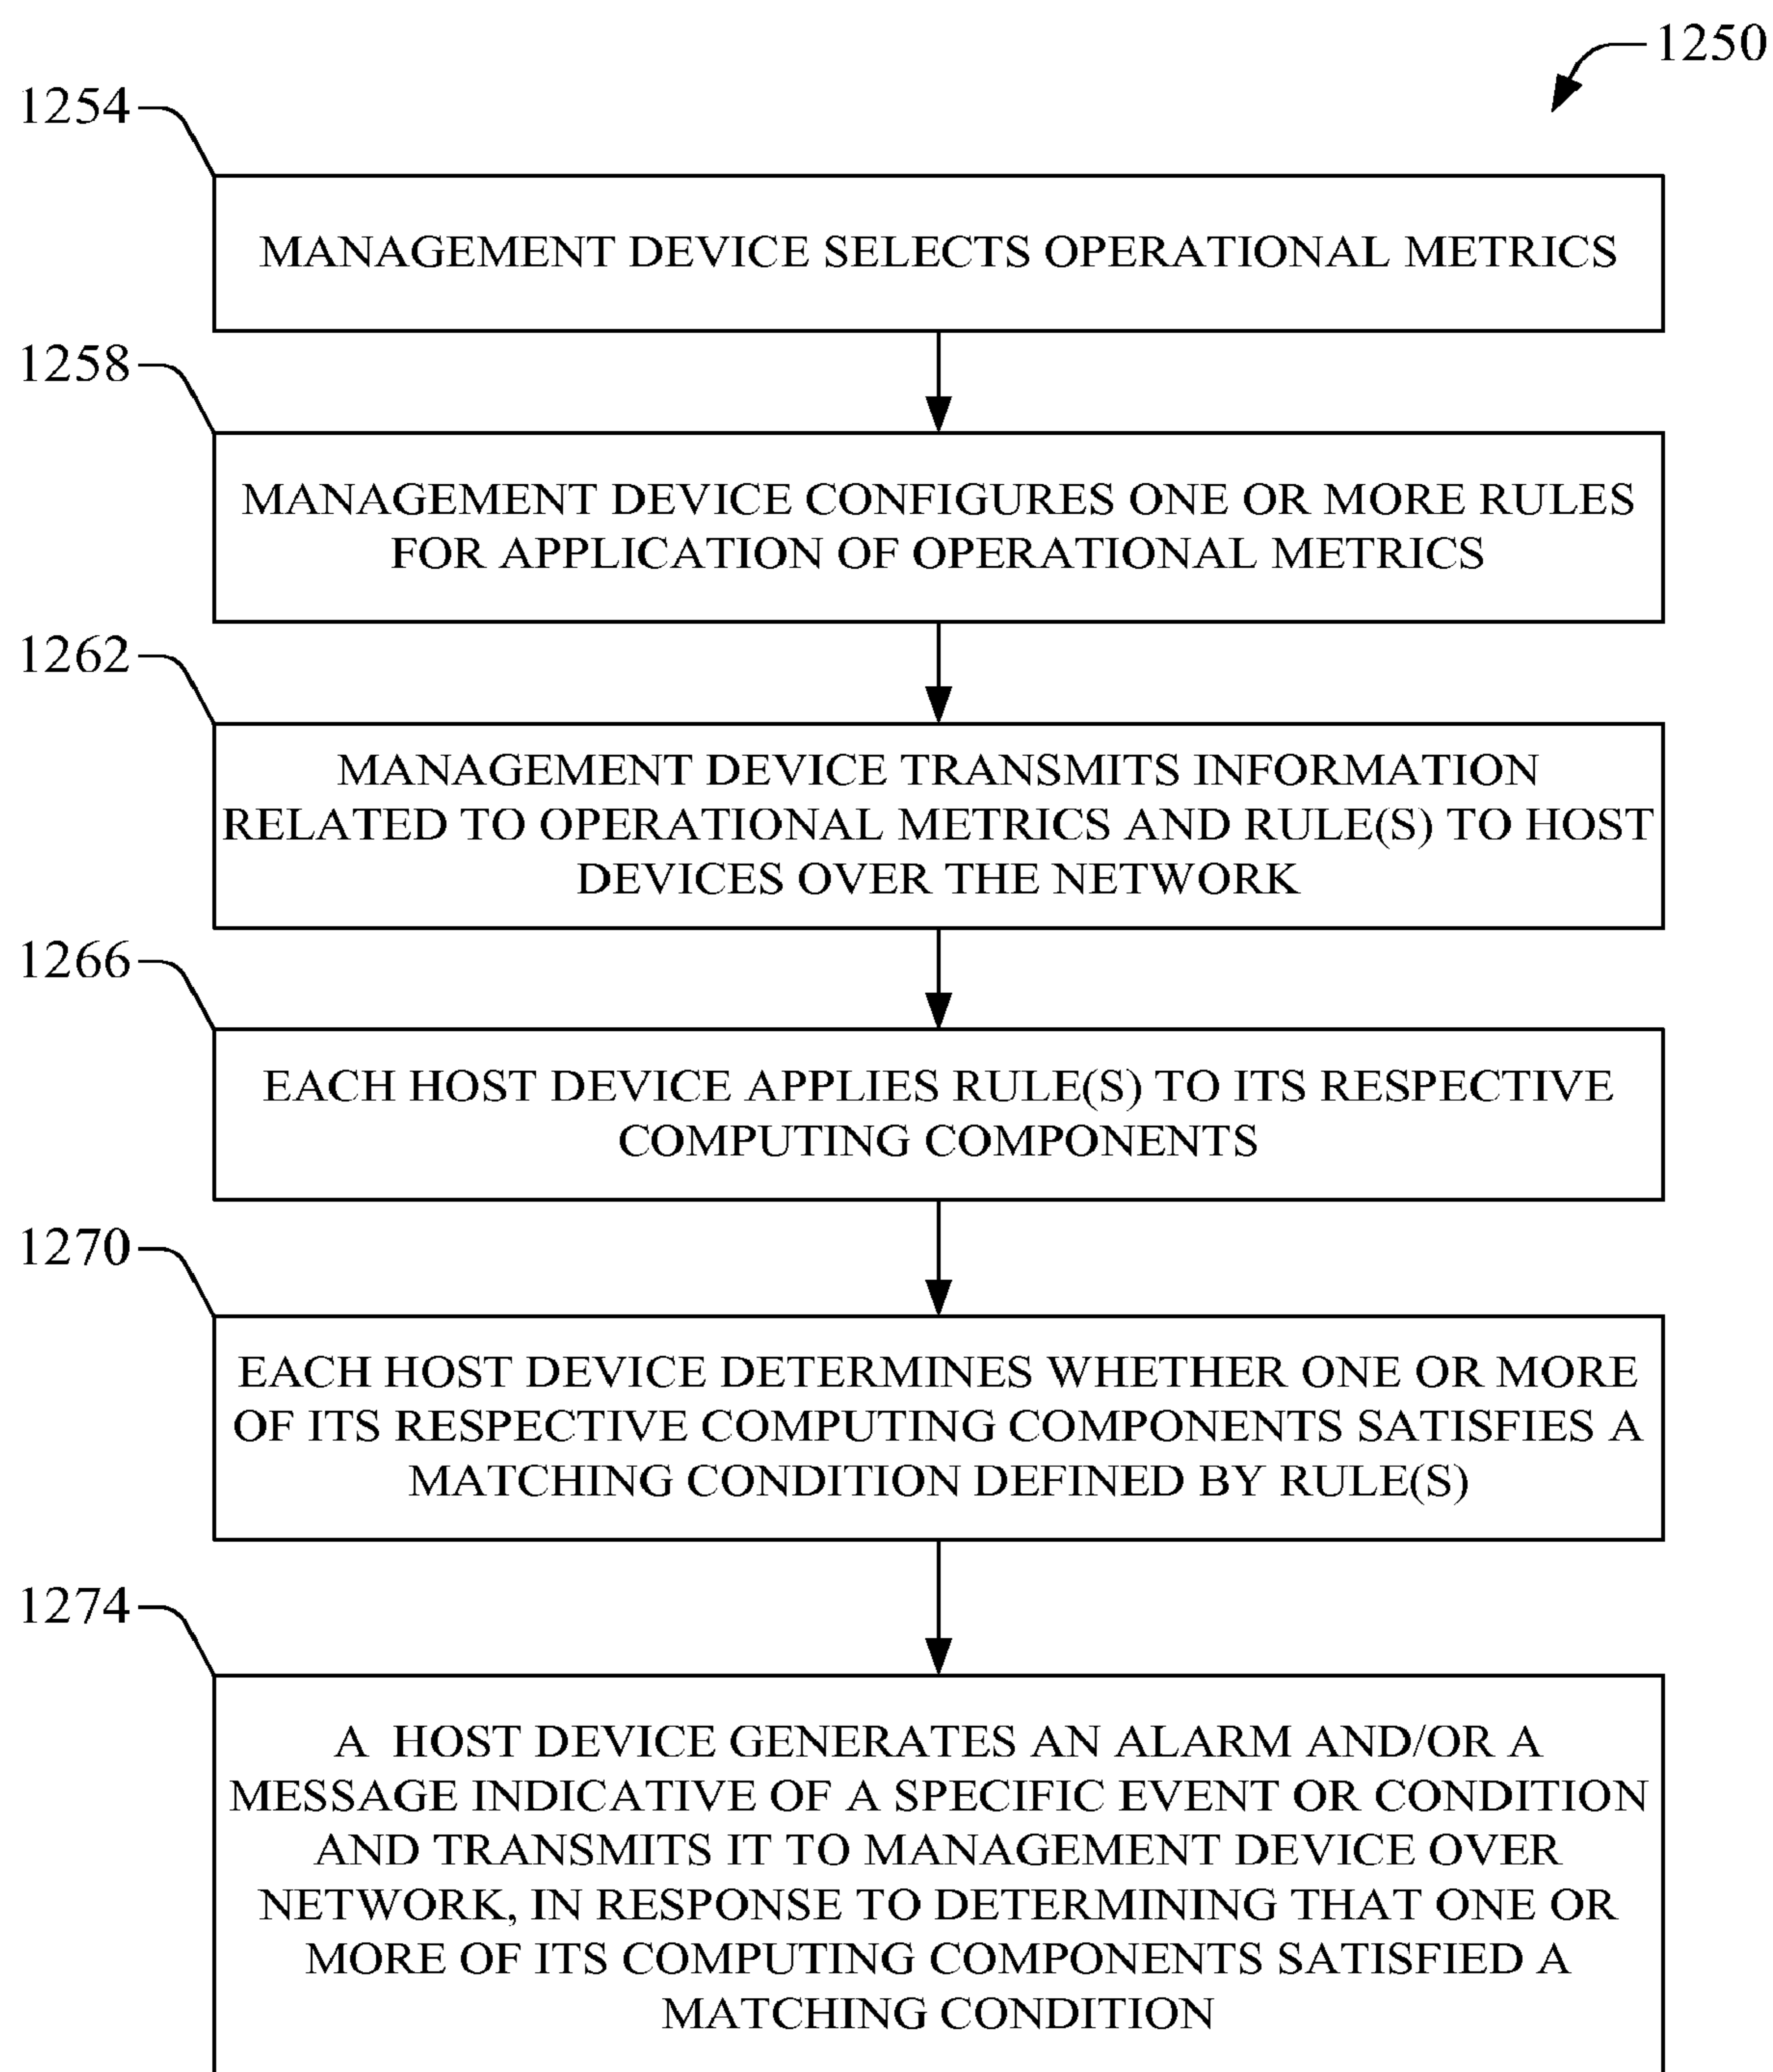 1250
1254
MANAGEMENT DEVICE SELECTS OPERATIONAL METRICS
1258
MANAGEMENT DEVICE CONFIGURES ONE OR MORE RULES
FOR APPLICATION OF OPERATIONAL METRICS
1262
MANAGEMENT DEVICE TRANSMITS INFORMATION
RELATED TO OPERATIONAL METRICS AND RULE(S) TO HOST
DEVICES OVER THE NETWORK
1266
EACH HOST DEVICE APPLIES RULE(S) TO ITS RESPECTIVE
COMPUTING COMPONENTS
1270
EACH HOST DEVICE DETERMINES WHETHER ONE OR MORE
OF ITS RESPECTIVE COMPUTING COMPONENTS SATISFIES A
MATCHING CONDITION DEFINED BY RULE(S)
1274
A HOST DEVICE GENERATES AN ALARM AND/OR A
MESSAGE INDICATIVE OF A SPECIFIC EVENT OR CONDITION
AND TRANSMITS IT TO MANAGEMENT DEVICE OVER
NETWORK, IN RESPONSE TO DETERMINING THAT ONE OR
MORE OF ITS COMPUTING COMPONENTS SATISFIED A
MATCHING CONDITION